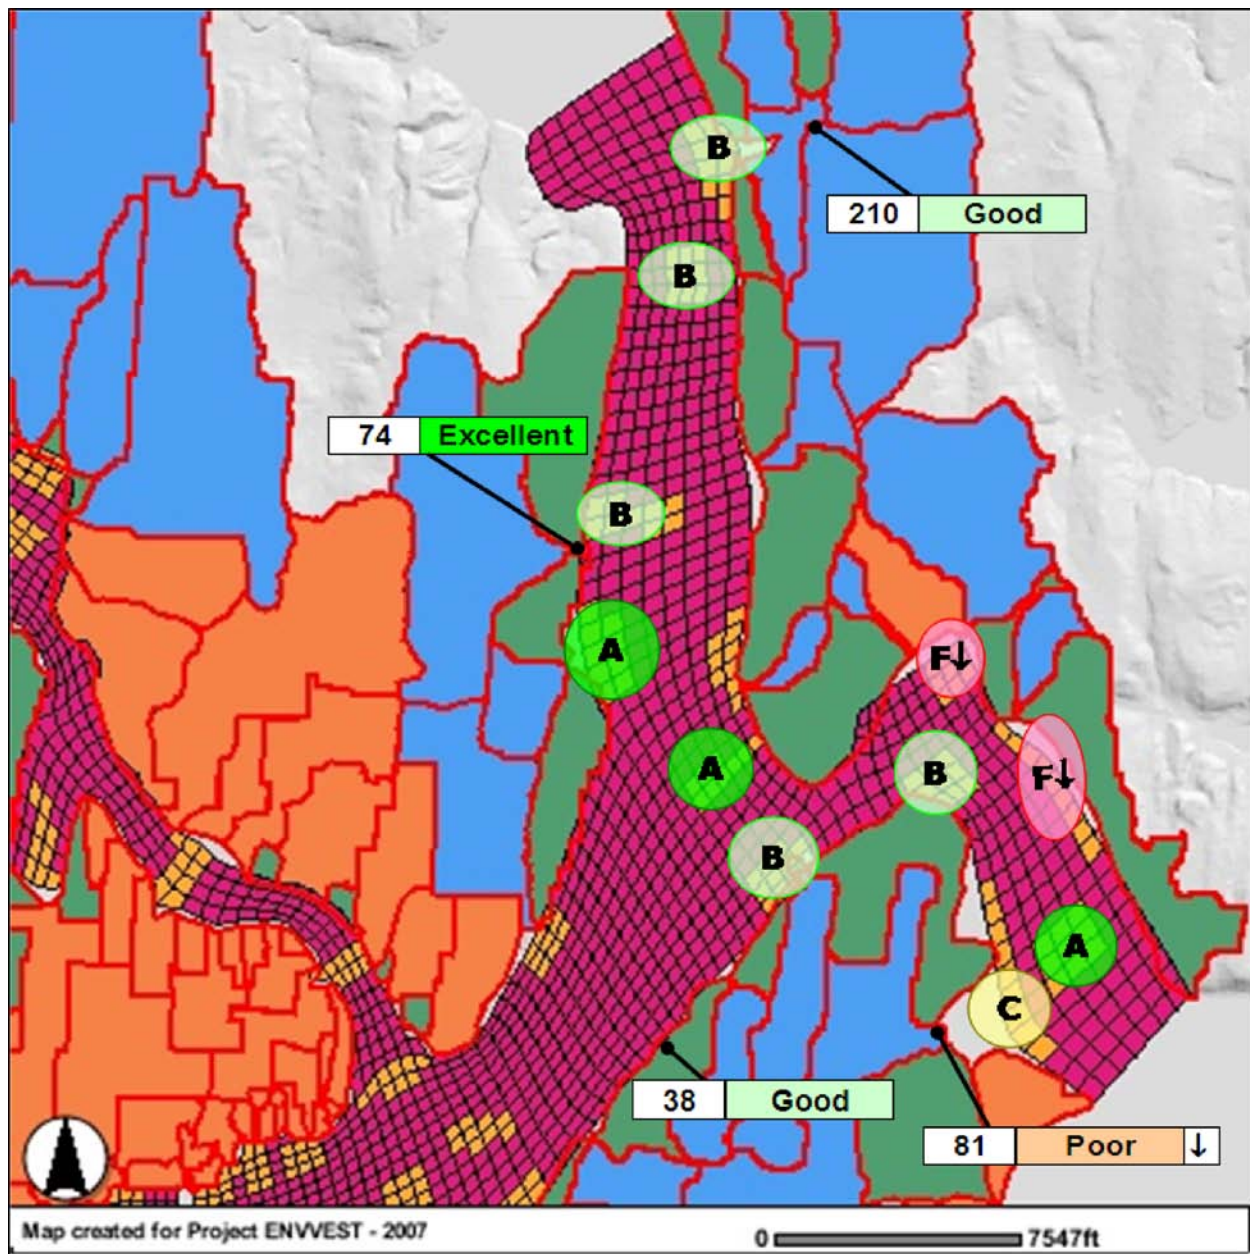 B
210 Good
B
74 Excellent
B
A
F↓
A
B
F↓
B
A
C
38 Good
81 Poor ↓
Map created for Project ENVVEST - 2007
0 7547ft